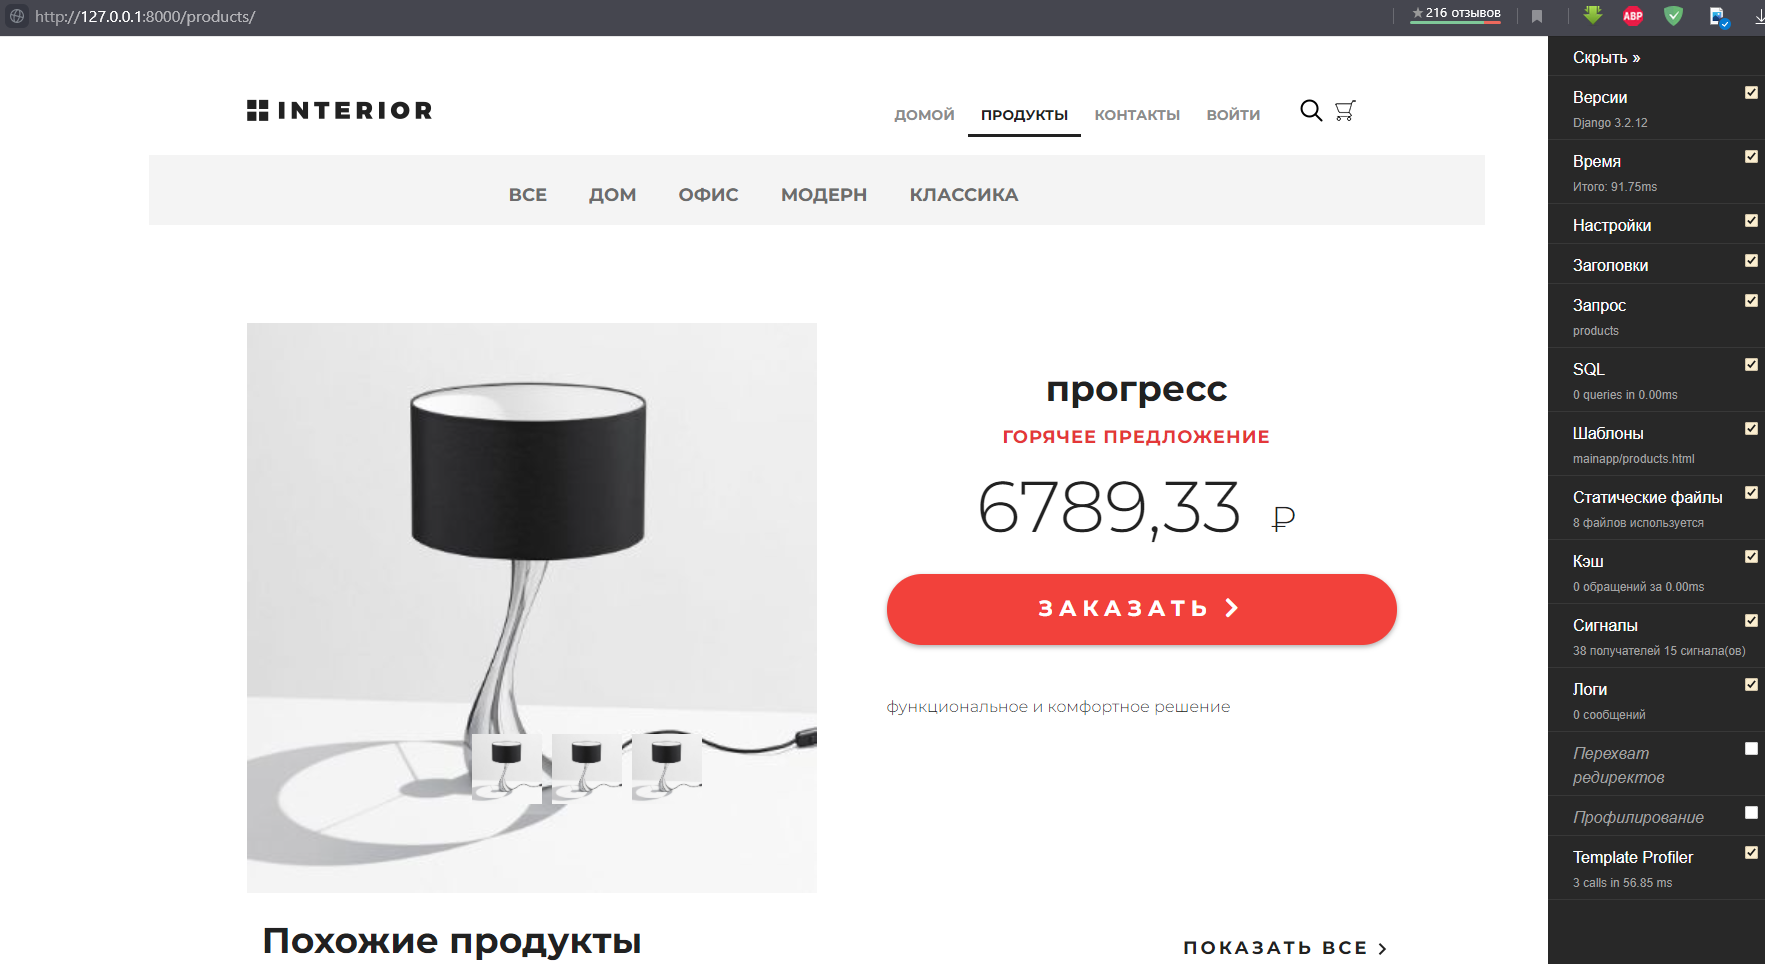 http://127.0.0.1:8000/products/
★216 отзывов
ABP
INTERIOR
ДОМОЙ ПРОДУКТЫ КОНТАКТЫ ВОЙТИ
ВСЕ ДОМ ОФИС МОДЕРН КЛАССИКА
прогресс
ГОРЯЧЕЕ ПРЕДЛОЖЕНИЕ
6789,33 ₽
ЗАКАЗАТЬ
функциональное и комфортное решение
Похожие продукты
ПОКАЗАТЬ ВСЕ
Скрыть »
Версии
Django 3.2.12
Время
Итого: 91.75ms
Настройки
Заголовки
Запрос
products
SQL
0 queries in 0.00ms
Шаблоны
mainapp/products.html
Статические файлы
8 файлов используется
Кэш
0 обращений за 0.00ms
Сигналы
38 получателей 15 сигнала(ов)
Логи
0 сообщений
Перехват
редиректов
Профилирование
Template Profiler
3 calls in 56.85 ms